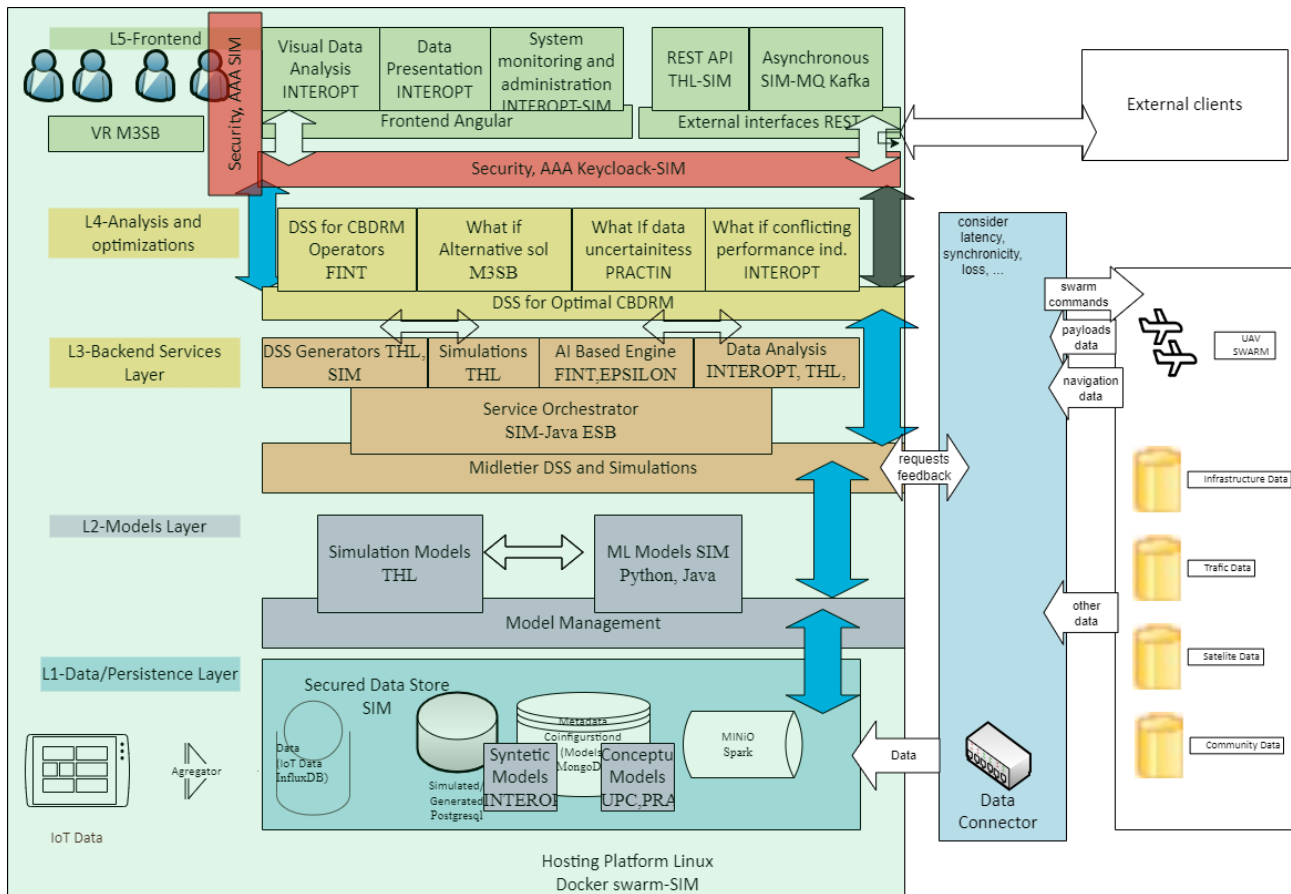 L5-Frontend
Security, AAA SIM
VR M3SB
Visual Data
Analysis
INTEROPT
Data
Presentation
INTEROPT
System
monitoring and
administration
INTEROPT-SIM
Frontend Angular
REST API
THL-SIM
Asynchronous
SIM-MQ Kafka
External interfaces REST
External clients
Security, AAA Keycloack-SIM
L4-Analysis and
optimizations
DSS for CBDRM
Operators
FINT
What if
Alternative sol
M3SB
What If data
uncertainitess
PRACTIN
What if conflicting
performance ind.
INTEROPT
DSS for Optimal CBDRM
consider
latency,
synchronicity,
loss, ...
swarm
commands
payloads
data
navigation
data
UAV
SWARM
L3-Backend Services
Layer
DSS Generators THL,
SIM
Simulations
THL
AI Based Engine
FINT,EPSILON
Data Analysis
INTEROPT, THL,
Service Orchestrator
SIM-Java ESB
Midletier DSS and Simulations
requests
feedback
Infrastructure Data
L2-Models Layer
Simulation Models
THL
ML Models SIM
Python, Java
Model Management
Trafic Data
other
data
Satelite Data
L1-Data/Persistence Layer
Secured Data Store
SIM
Data
(IoT Data
InfluxDB)
Simulated/
Generated
Postgresql
Metadata
Coinfigurstiond
(Models
MongoD
Syntetic
Models
INTEROP
Conceptu
Models
UPC,PRA
MINiO
Spark
Data
Community Data
Agregator
IoT Data
Data
Connector
Hosting Platform Linux
Docker swarm-SIM